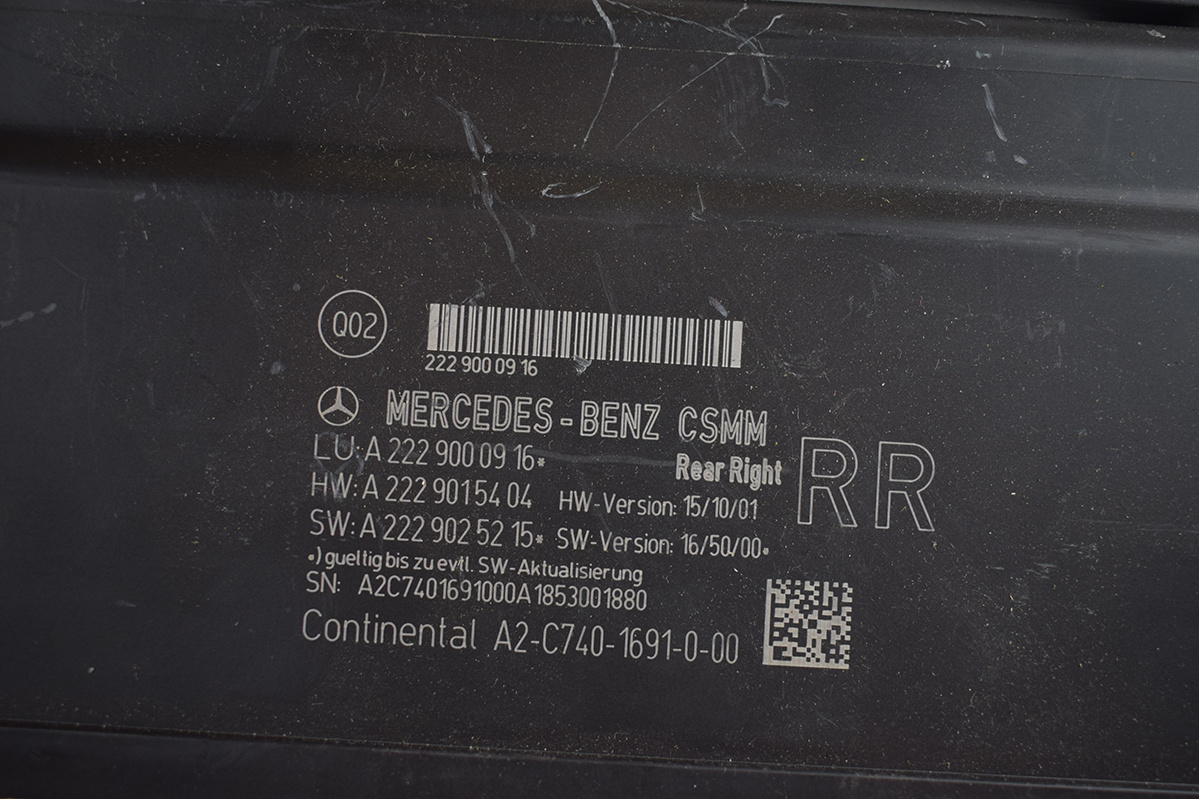 Q02
222 900 09 16
MERCEDES-BENZ CSMM
LU: A 222 900 09 16*
Rear Right
RR
HW: A 222 901 54 04 HW-Version: 15/10/01
SW: A 222 902 52 15* SW-Version: 16/50/00*
*) gueltig bis zu evtl. SW-Aktualisierung
SN: A2C7401691000A1853001880
Continental A2-C740-1691-0-00